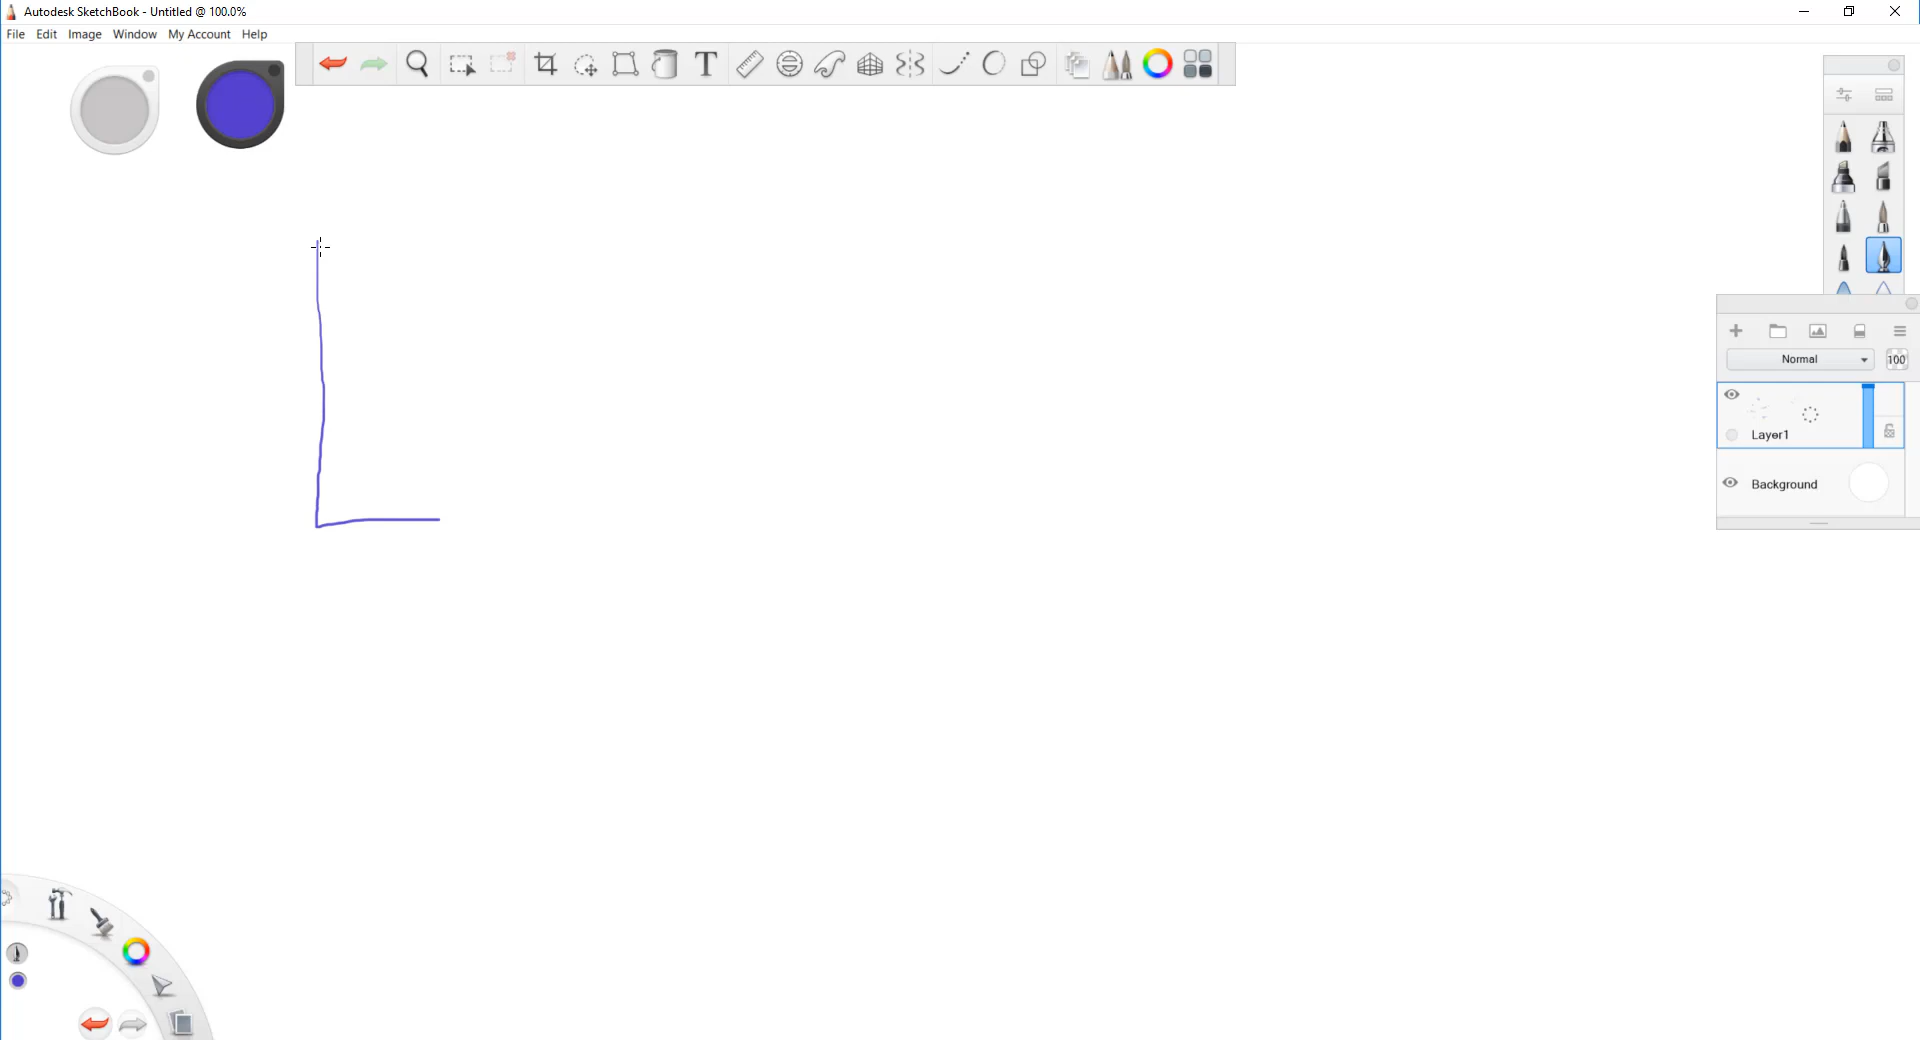 Autodesk SketchBook - Untitled @ 100.0%
File Edit Image Window My Account Help
T
Normal 100
Layer1
Background